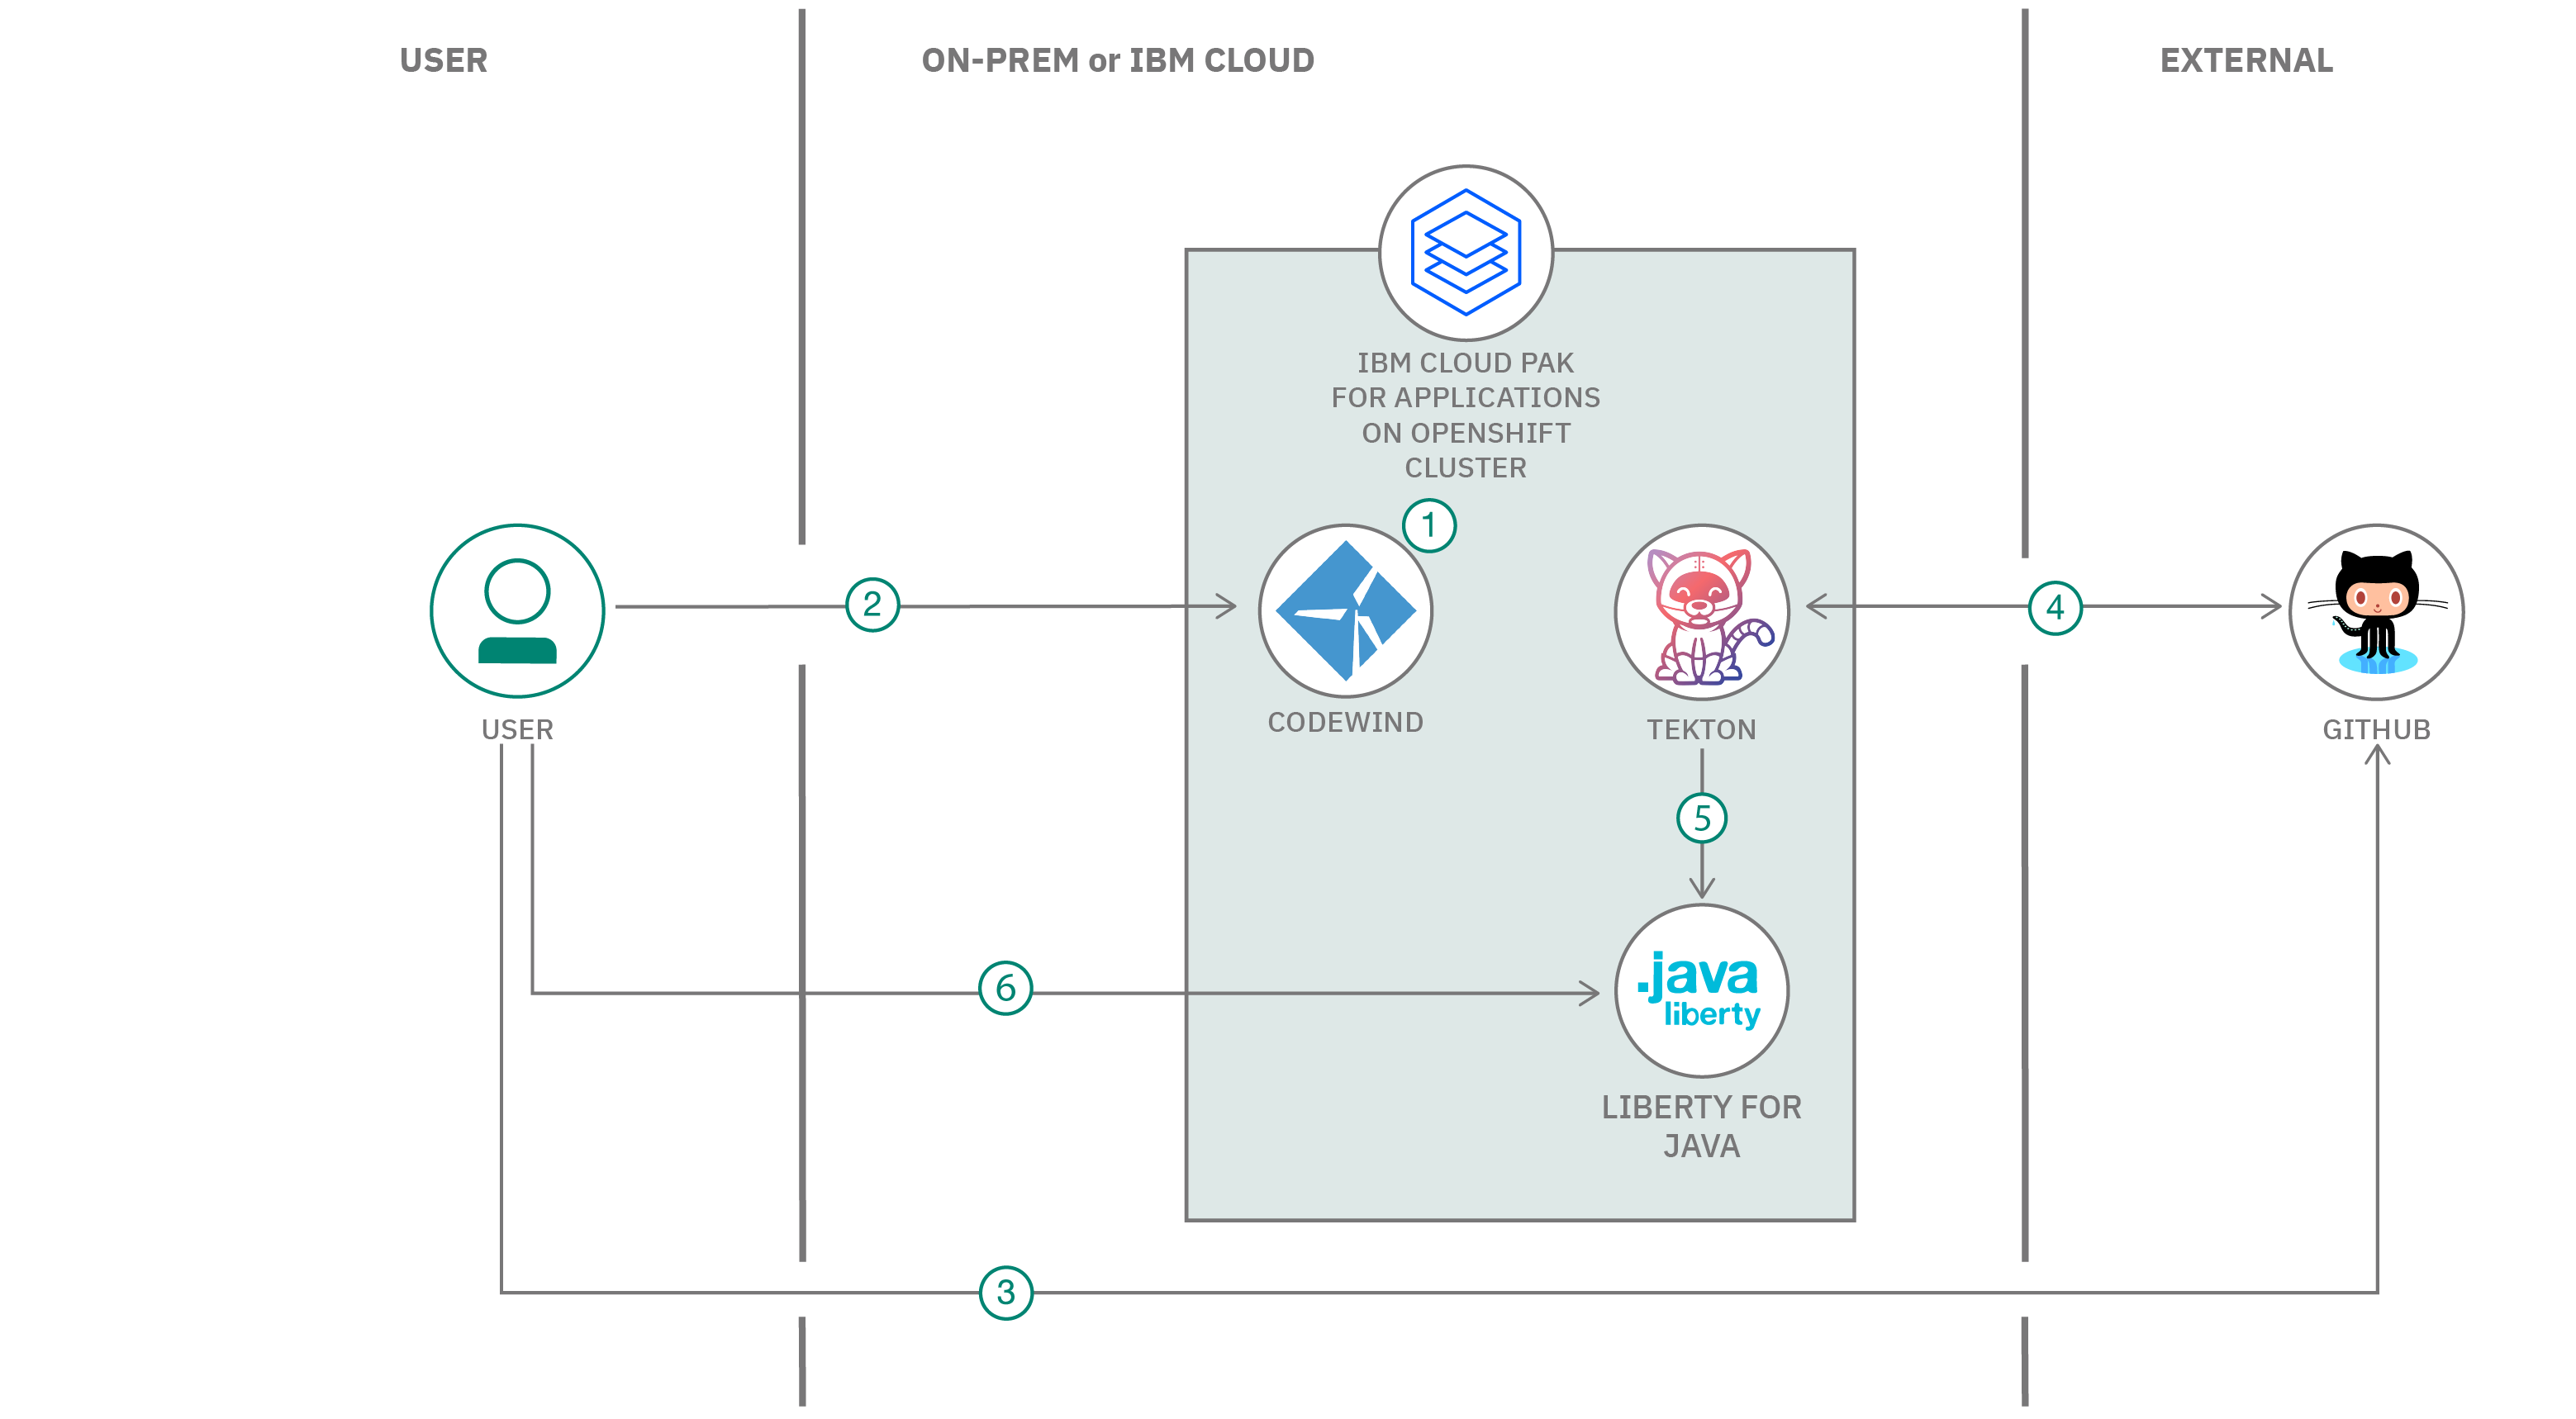 USER
ON-PREM or IBM CLOUD
EXTERNAL
IBM CLOUD PAK
FOR APPLICATIONS
ON OPENSHIFT
CLUSTER
1
2
4
USER
CODEWIND
TEKTON
GITHUB
5
6
.java
liberty
LIBERTY FOR
JAVA
3